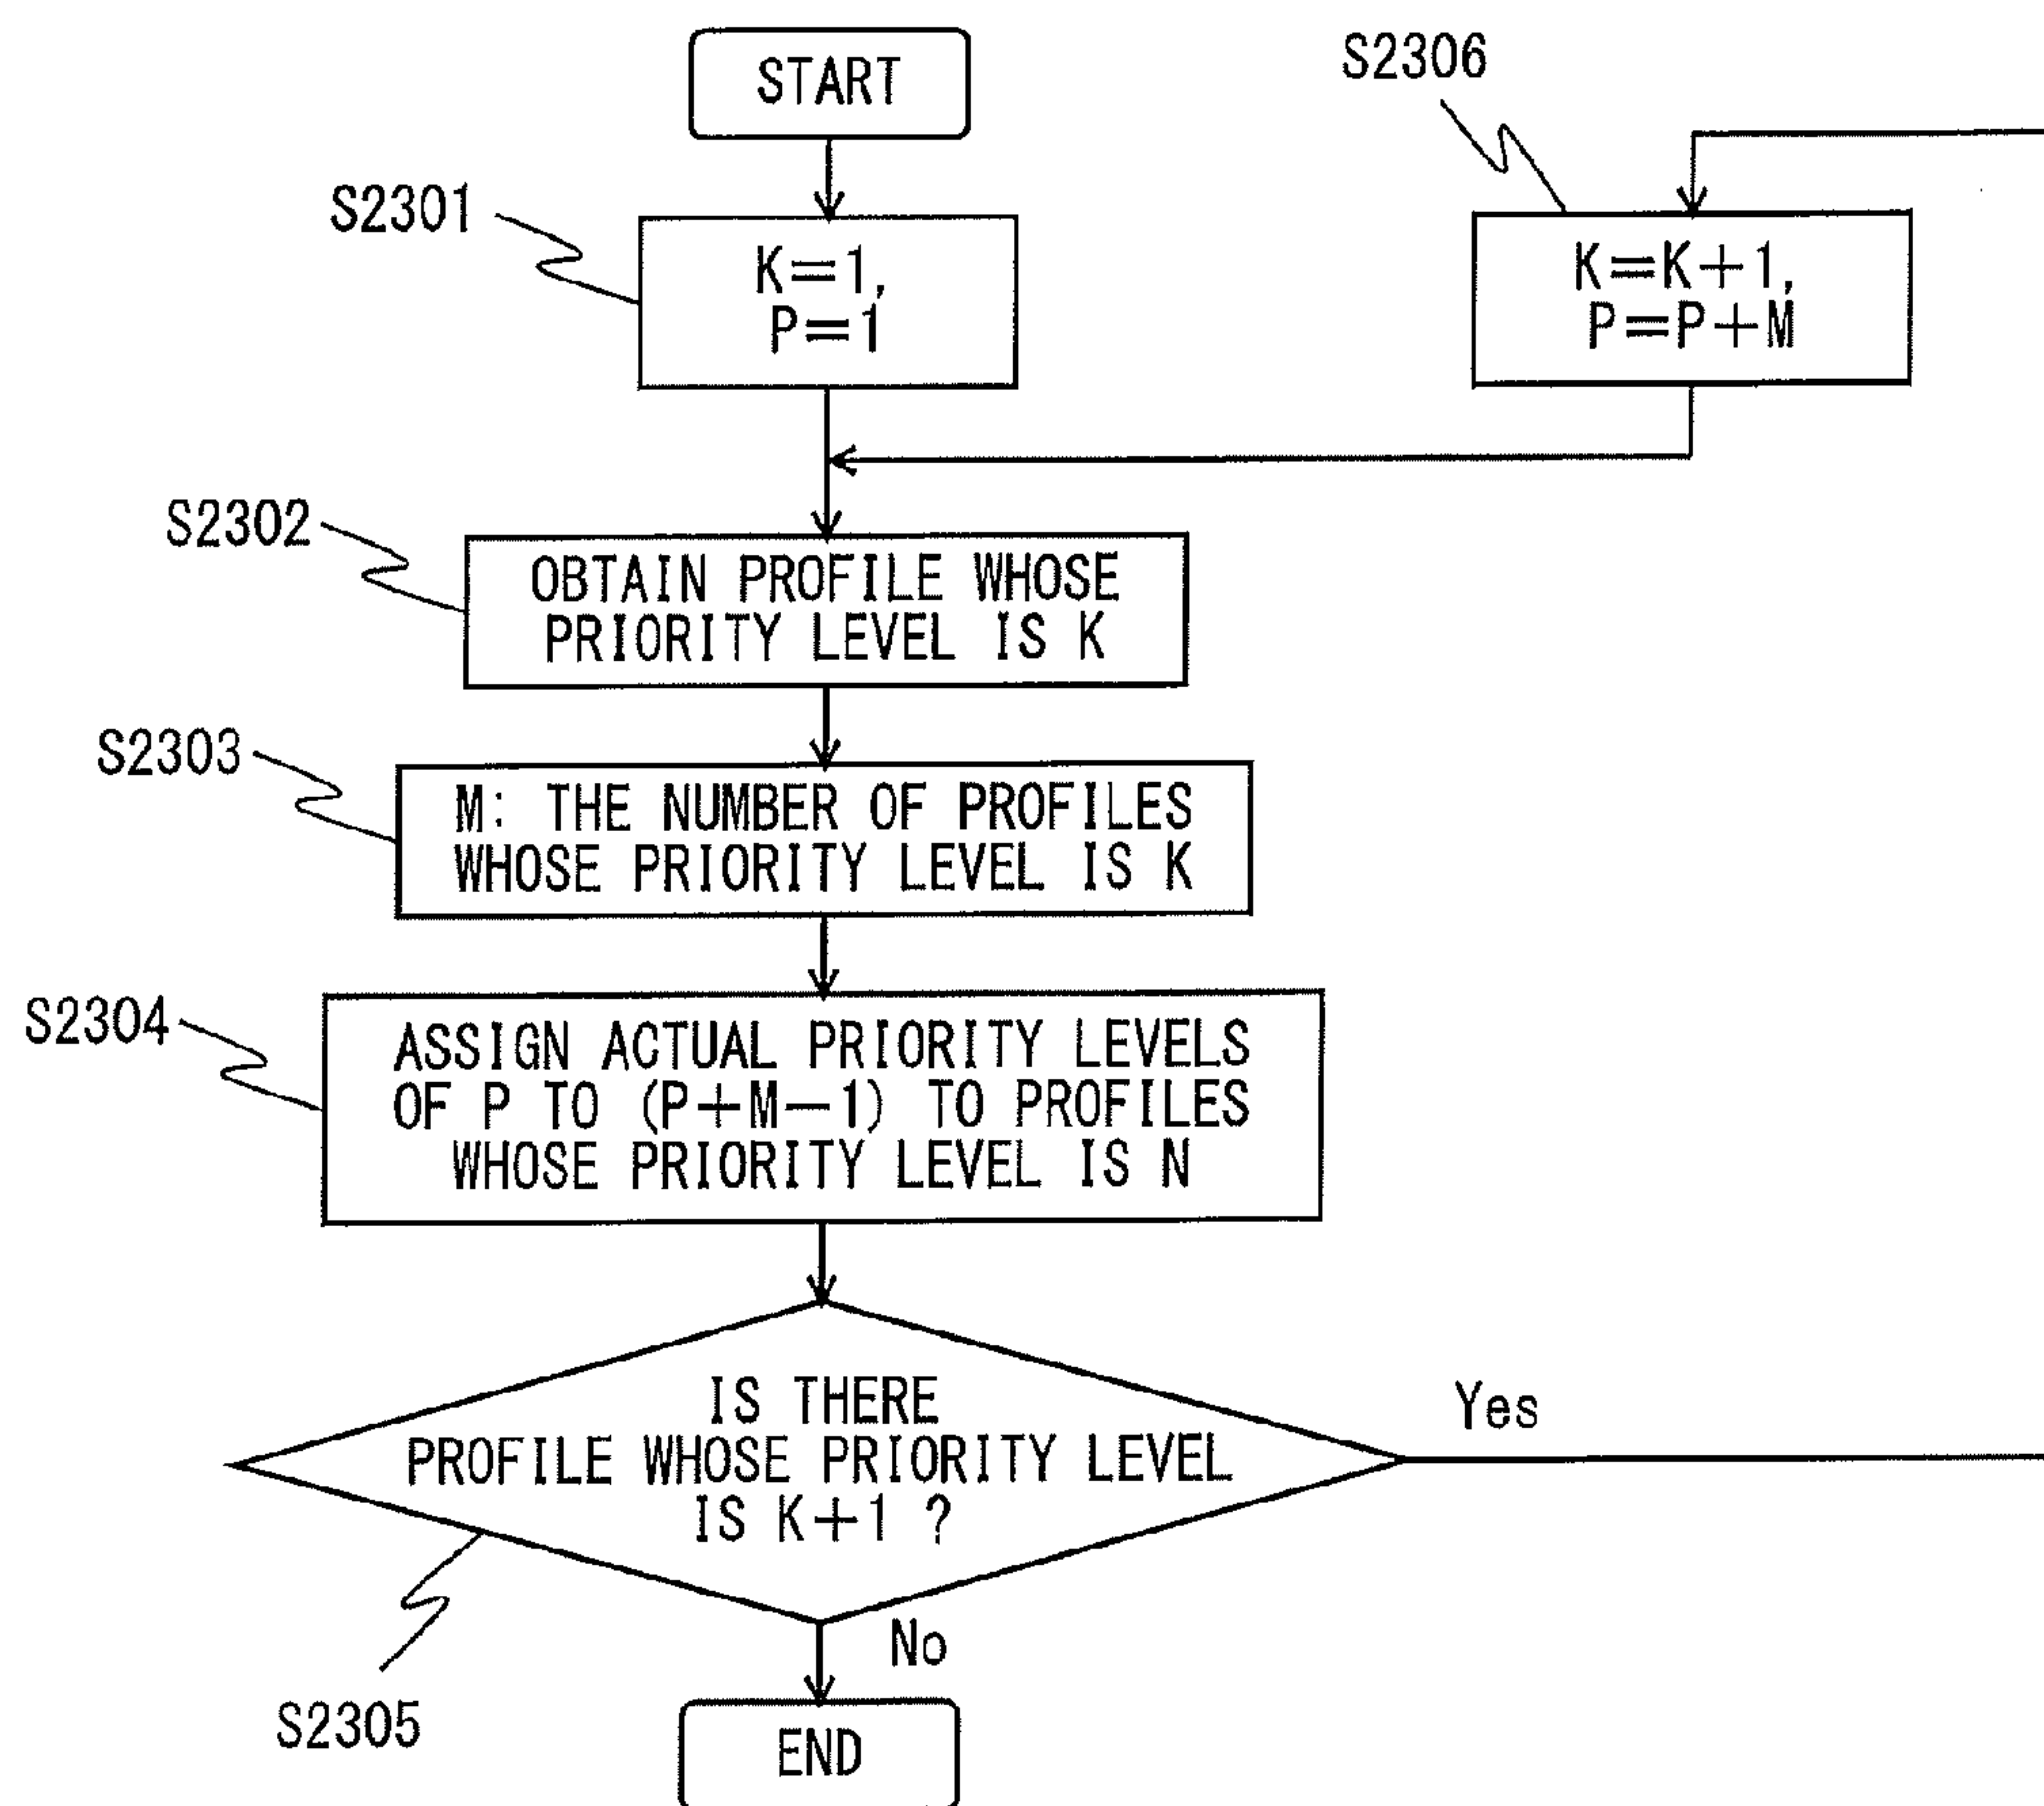 START
S2306
S2301
K=1,
P=1
K=K+1,
P=P+M
S2302
OBTAIN PROFILE WHOSE
PRIORITY LEVEL IS K
S2303
M: THE NUMBER OF PROFILES
WHOSE PRIORITY LEVEL IS K
S2304
ASSIGN ACTUAL PRIORITY LEVELS
OF P TO (P+M-1) TO PROFILES
WHOSE PRIORITY LEVEL IS N
IS THERE
PROFILE WHOSE PRIORITY LEVEL
IS K+1 ?
Yes
No
S2305
END